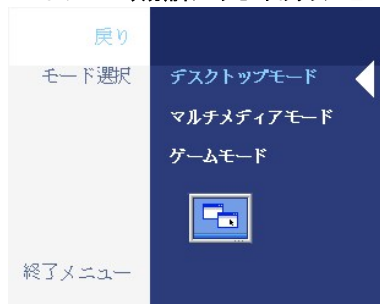 戻り
モード選択
デスクトップモード
マルチメディアモード
ゲームモード
終了メニュー